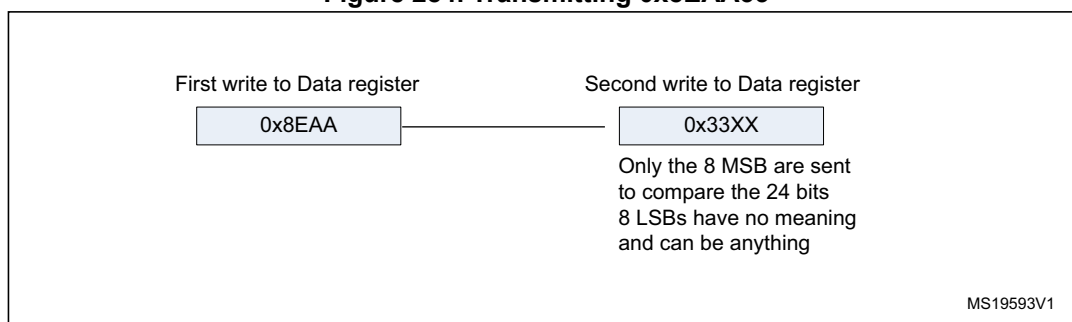 First write to Data register
Second write to Data register
0x8EAA
0x33XX
Only the 8 MSB are sent
to compare the 24 bits
8 LSBs have no meaning
and can be anything
MS19593V1